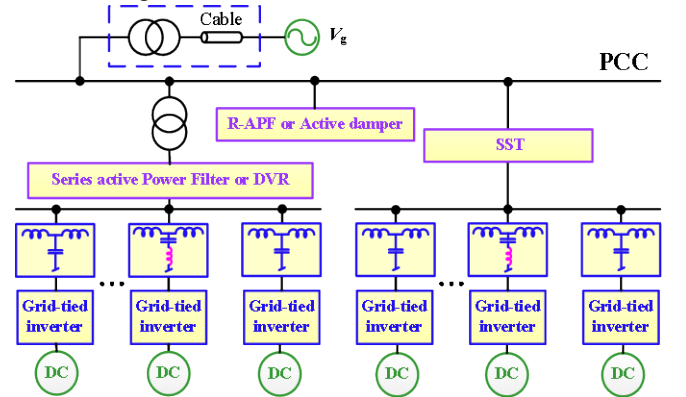 Cable
Vg
PCC
R-APF or Active damper
SST
Series active Power Filter or DVR
...
...
Grid-tied
inverter
Grid-tied
inverter
Grid-tied
inverter
Grid-tied
inverter
Grid-tied
inverter
Grid-tied
inverter
DC
DC
DC
DC
DC
DC